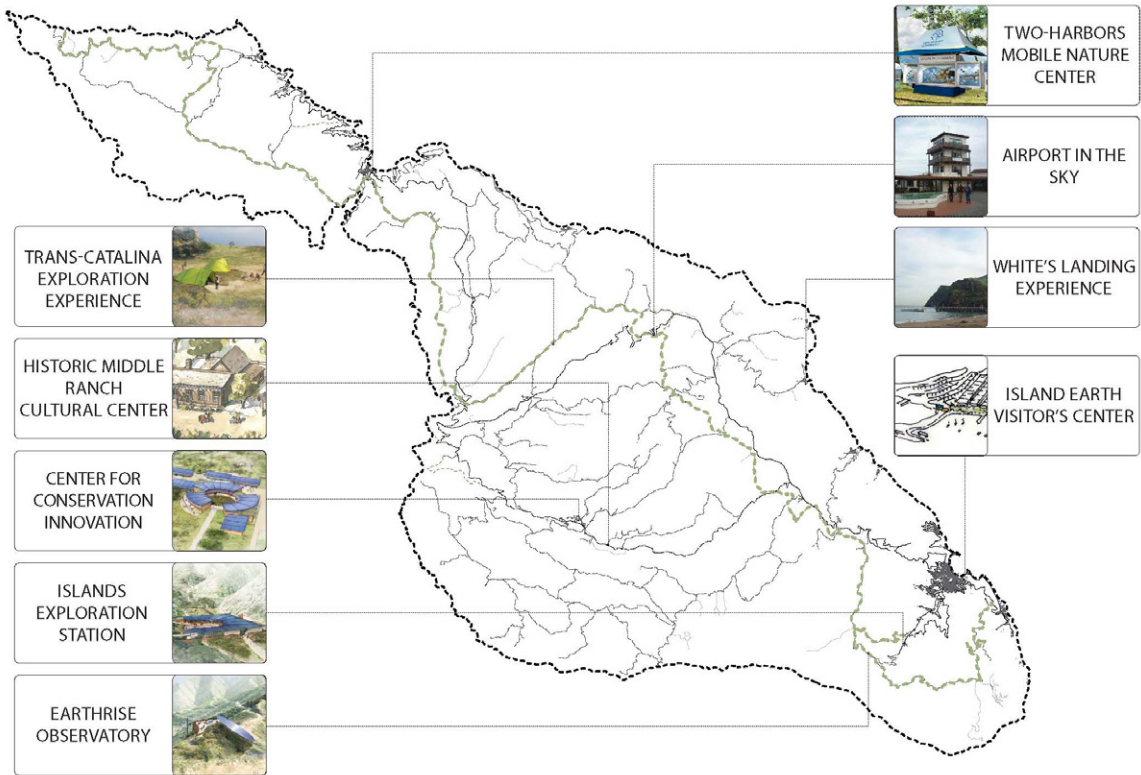 TWO-HARBORS
MOBILE NATURE
CENTER
AIRPORT IN THE
SKY
WHITE'S LANDING
EXPERIENCE
ISLAND EARTH
VISITOR'S CENTER
TRANS-CATALINA
EXPLORATION
EXPERIENCE
HISTORIC MIDDLE
RANCH
CULTURAL CENTER
CENTER FOR
CONSERVATION
INNOVATION
ISLANDS
EXPLORATION
STATION
EARTHRISE
OBSERVATORY